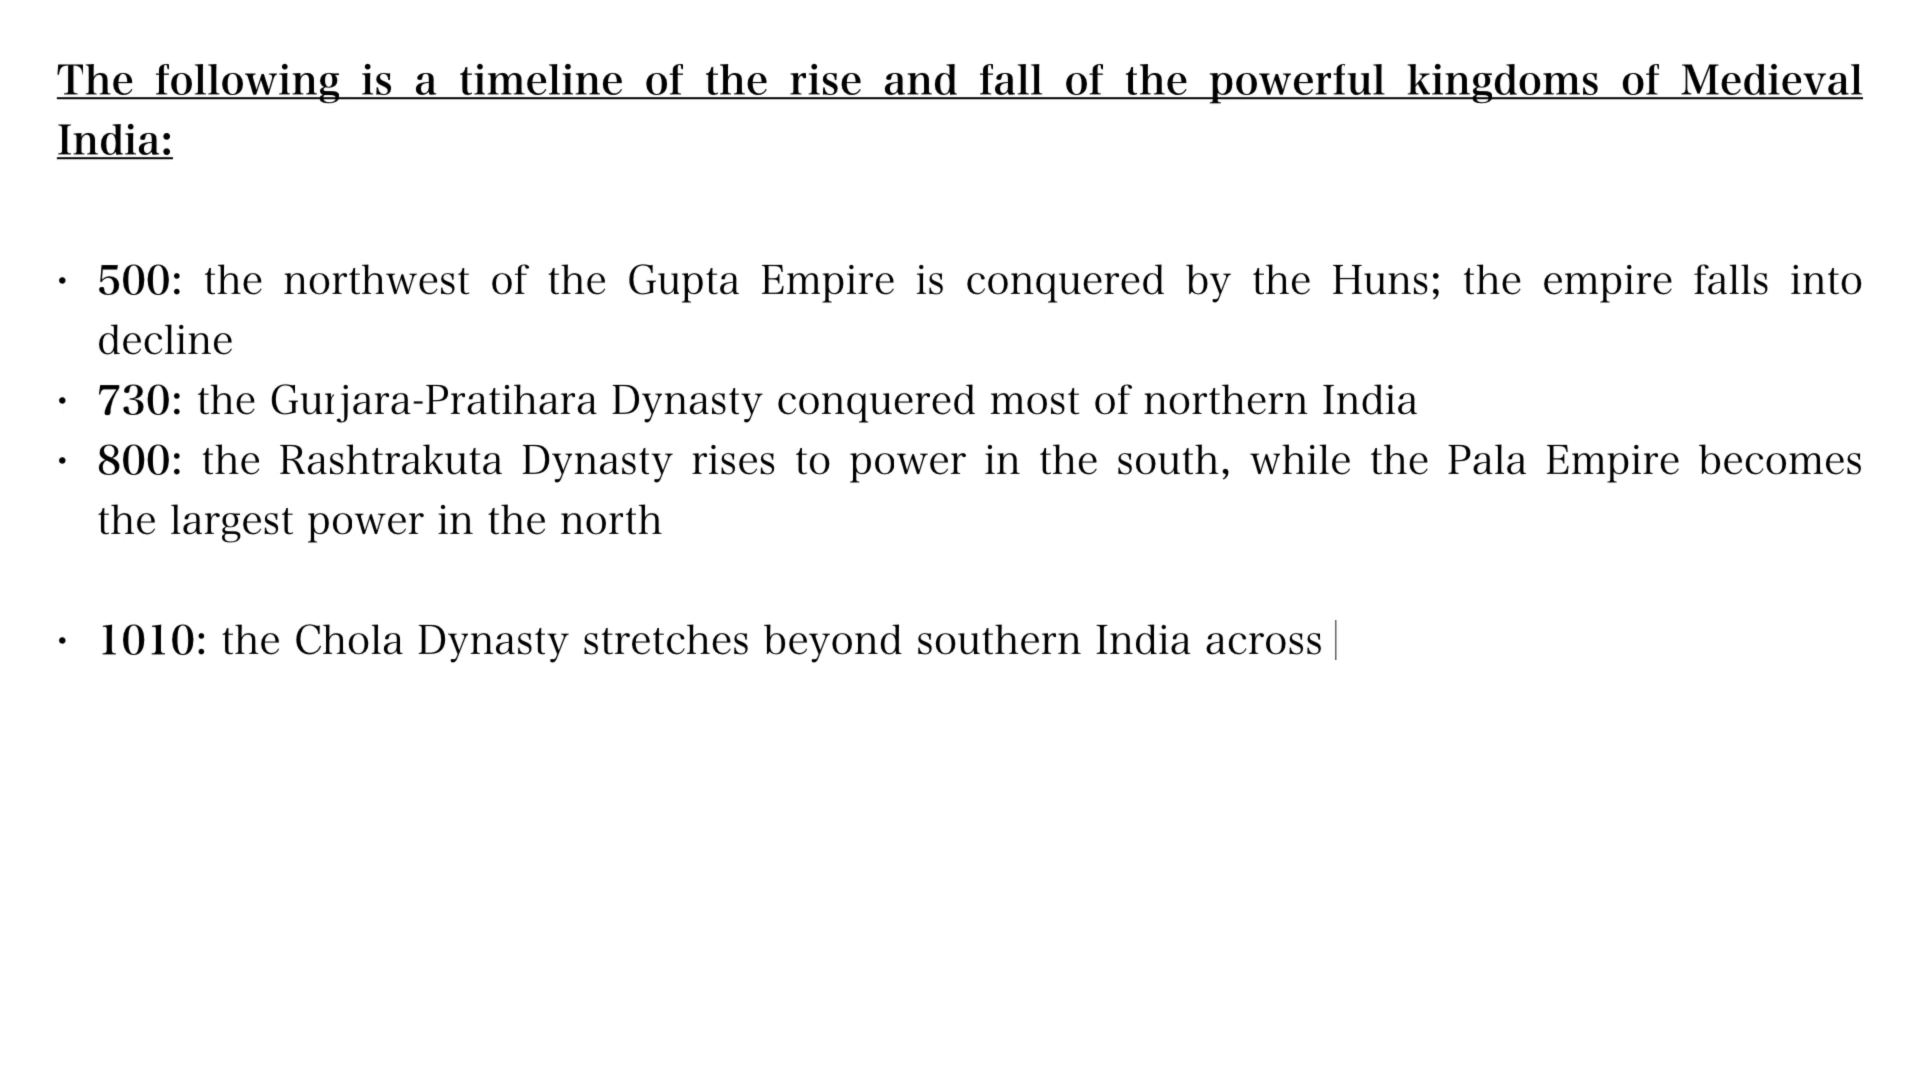 The following is a timeline of the rise and fall of the powerful kingdoms of Medieval
India:
· 500: the northwest of the Gupta Empire is conquered by the Huns; the empire falls into
decline
· 730: the Gurjara-Pratihara Dynasty conquered most of northern India
· 800: the Rashtrakuta Dynasty rises to power in the south, while the Pala Empire becomes
the largest power in the north
· 1010: the Chola Dynasty stretches beyond southern India across